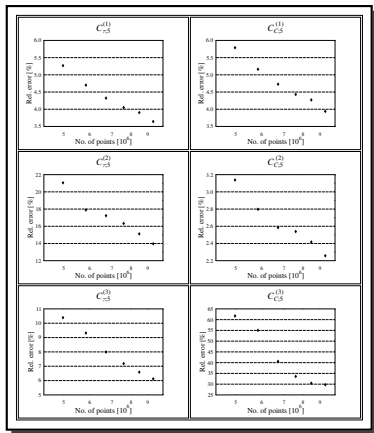 C_{τ;5}^{(1)}
Rel. error [%]
6.0
5.5
5.0
4.5
4.0
3.5
5 6 7 8 9
No. of points [10^6]
C_{C;5}^{(1)}
Rel. error [%]
6.0
5.5
5.0
4.5
4.0
3.5
5 6 7 8 9
No. of points [10^6]
C_{τ;5}^{(2)}
Rel. error [%]
22
20
18
16
14
12
5 6 7 8 9
No. of points [10^6]
C_{C;5}^{(2)}
Rel. error [%]
3.2
3.0
2.8
2.6
2.4
2.2
5 6 7 8 9
No. of points [10^6]
C_{τ;5}^{(3)}
Rel. error [%]
11
10
9
8
7
6
5
5 6 7 8 9
No. of points [10^6]
C_{C;5}^{(3)}
Rel. error [%]
65
60
55
50
45
40
35
30
25
5 6 7 8 9
No. of points [10^6]